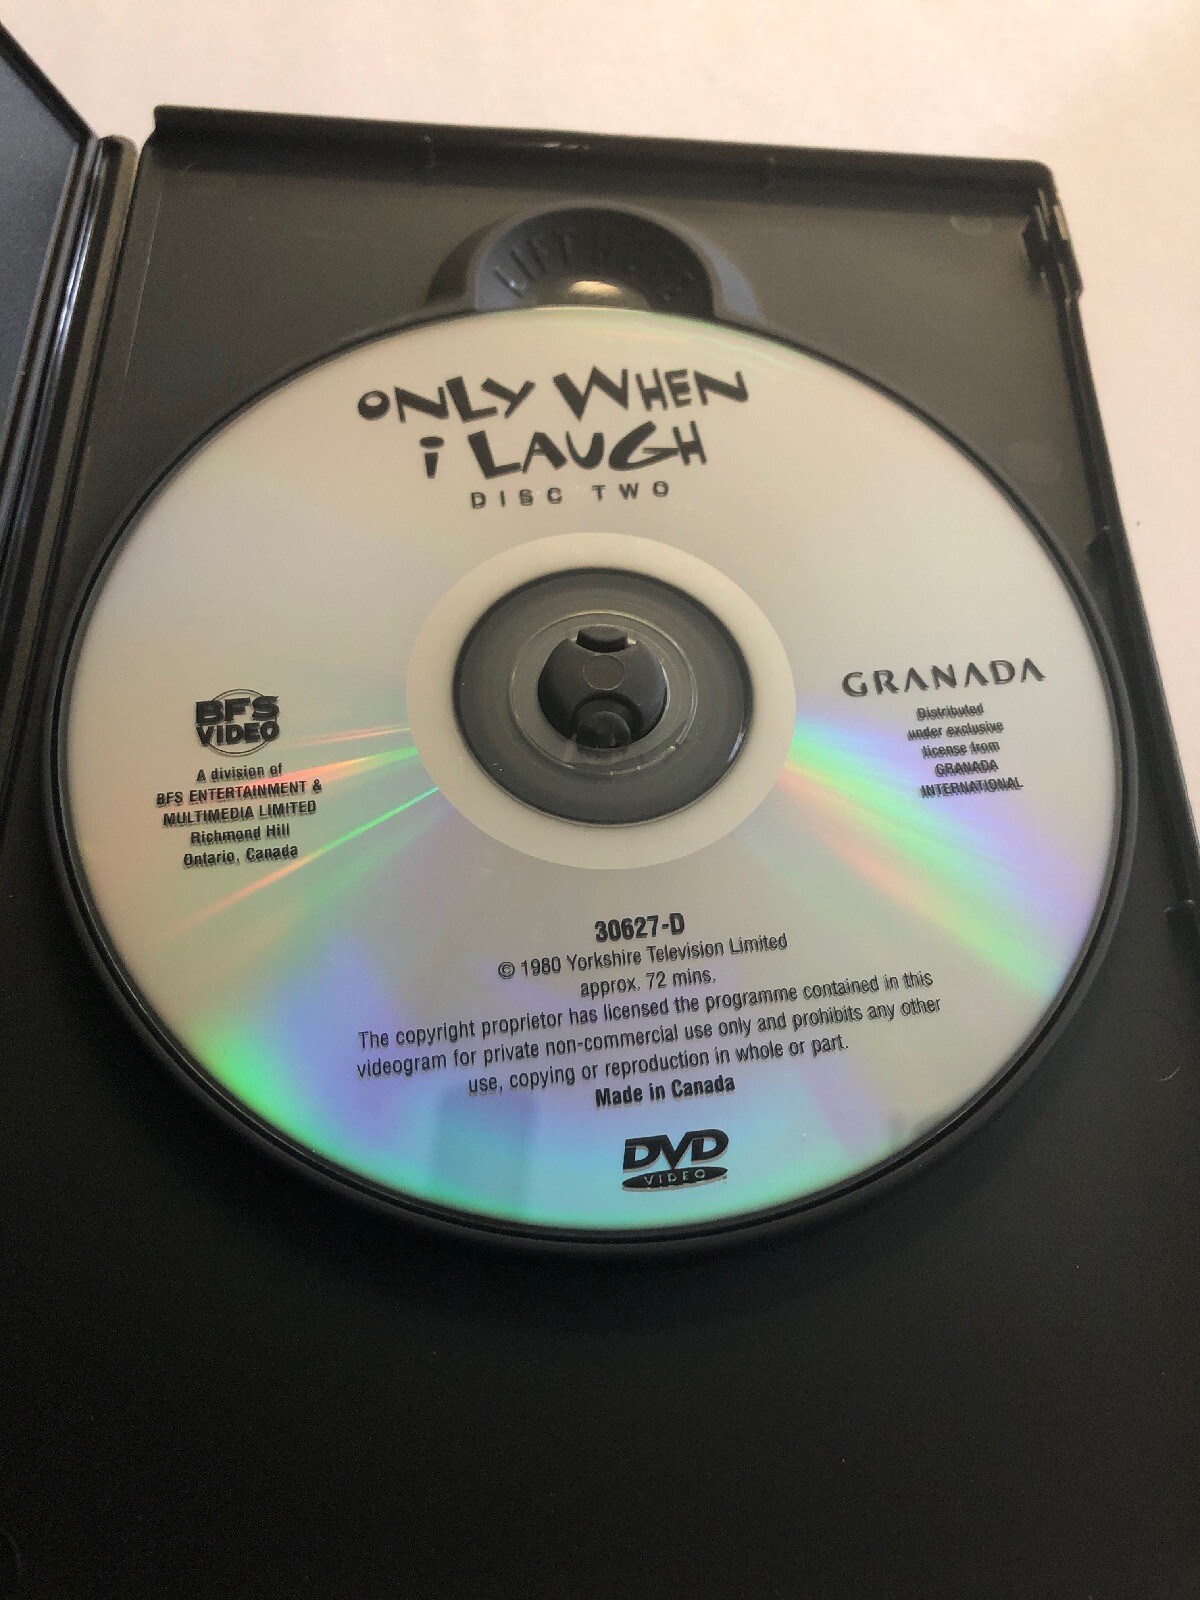 LIFT
ONLY WHEN
i LAUGH
DISC TWO
BFS
VIDEO
A division of
BFS ENTERTAINMENT &
MULTIMEDIA LIMITED
Richmond Hill
Ontario, Canada
GRANADA
Distributed
under exclusive
license from
GRANADA
INTERNATIONAL
30627-D
© 1980 Yorkshire Television Limited
approx. 72 mins.
The copyright proprietor has licensed the programme contained in this
videogram for private non-commercial use only and prohibits any other
use, copying or reproduction in whole or part.
Made in Canada
DVD
VIDEO